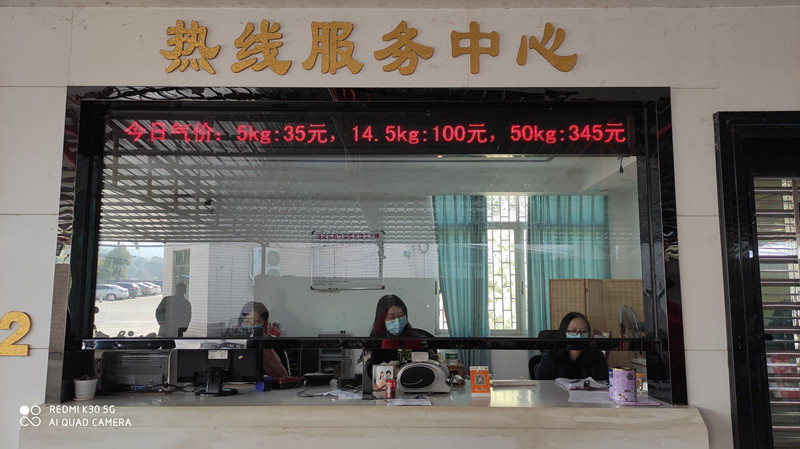 热线服务中心
今日气价：5kg:35元，14.5kg:100元，50kg:345元
2
REDMI K30 5G
AI QUAD CAMERA